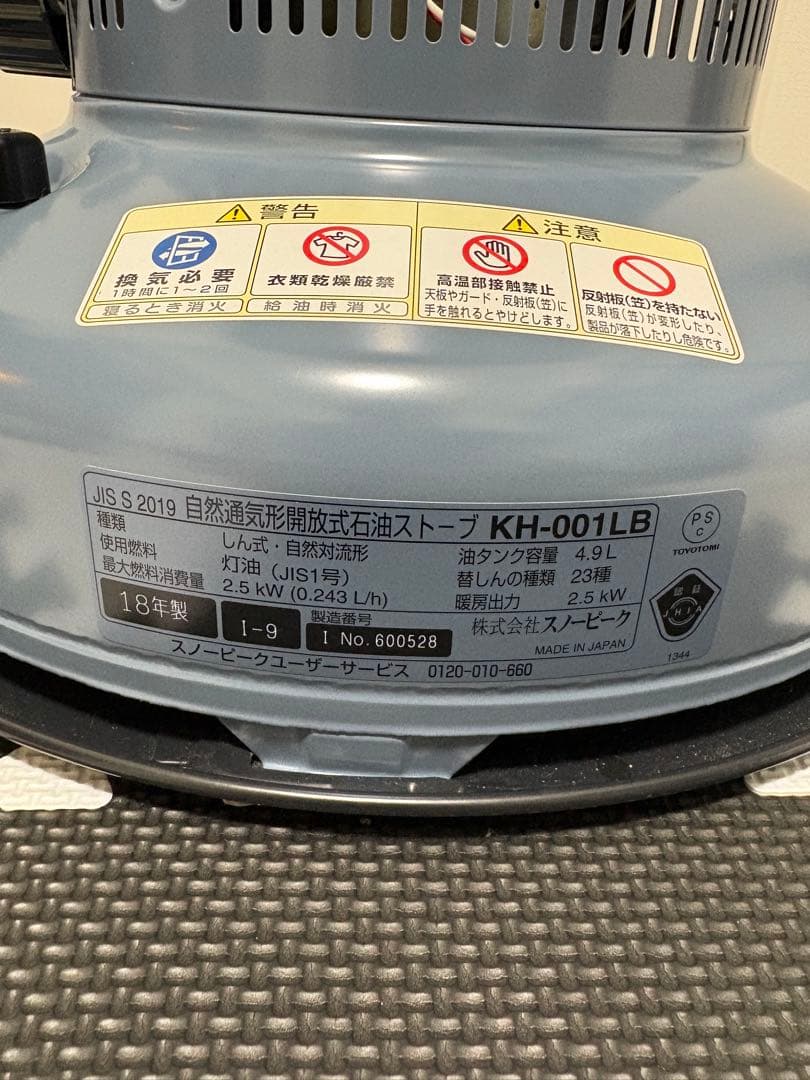 警告
換気必要
1時間に1〜2回
衣類乾燥厳禁
寝るとき消火
給油時消火
注意
高温部接触禁止
天板やガード・反射板(笠)に
手を触れるとやけどします。
反射板(笠)を持たない
反射板(笠)が変形したり、
製品が落下したりし危険です。
JIS S 2019 自然通気形開放式石油ストーブ KH-001LB
種類 しん式・自然対流形
使用燃料 灯油(JIS1号)
最大燃料消費量 2.5 kW (0.243 L/h)
油タンク容量 4.9 L
替しんの種類 23種
暖房出力 2.5 kW
18年製
I-9
製造番号
I No. 600528
株式会社スノーピーク
MADE IN JAPAN
スノーピークユーザーサービス 0120-010-660
PS
C
TOYOTOMI
認証
JHIA
1344